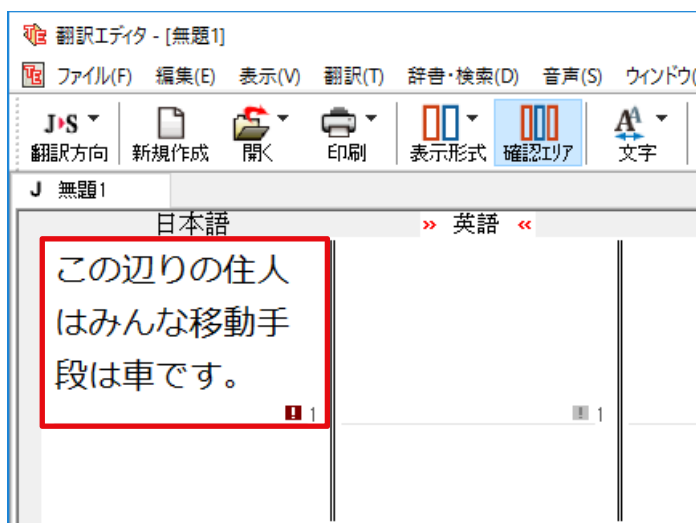 翻訳エディタ - [無題1]
ファイル(F) 編集(E) 表示(V) 翻訳(T) 辞書・検索(D) 音声(S) ウィンドウ(
J▸S
翻訳方向 新規作成 開く 印刷 表示形式 確認エリア 文字
J 無題1
日本語 » 英語 «
この辺りの住人
はみんな移動手
段は車です。
1 1